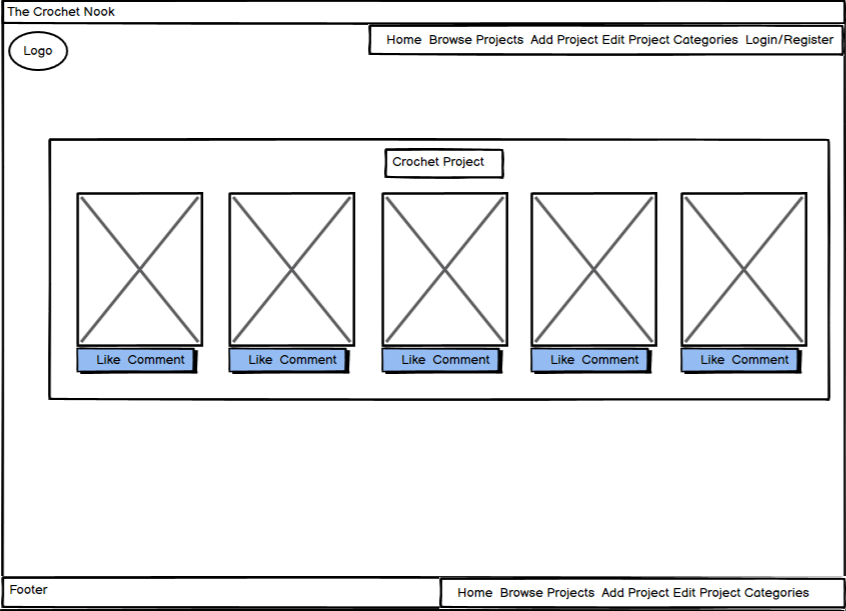 The Crochet Nook
Logo
Home Browse Projects Add Project Edit Project Categories Login/Register
Crochet Project
Like Comment
Like Comment
Like Comment
Like Comment
Like Comment
Footer
Home Browse Projects Add Project Edit Project Categories